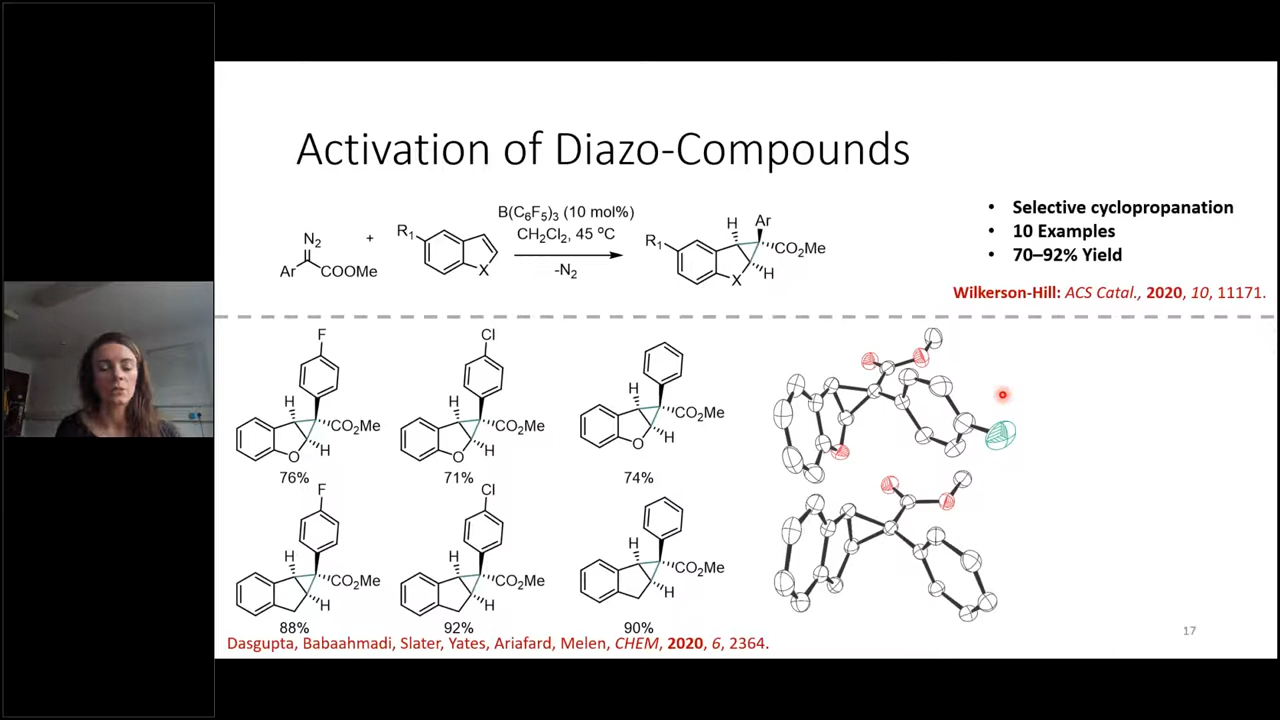 Activation of Diazo-Compounds
N2
Ar
COOMe
+
R1
X
B(C6F5)3 (10 mol%)
CH2Cl2, 45 ºC
-N2
R1
H
Ar
CO2Me
H
X
• Selective cyclopropanation
• 10 Examples
• 70–92% Yield
Wilkerson-Hill: ACS Catal., 2020, 10, 11171.
F
H
CO2Me
H
O
76%
Cl
H
CO2Me
H
O
71%
H
CO2Me
H
O
74%
F
H
CO2Me
H
88%
Cl
H
CO2Me
H
92%
H
CO2Me
H
90%
Dasgupta, Babaahmadi, Slater, Yates, Ariafard, Melen, CHEM, 2020, 6, 2364.
17